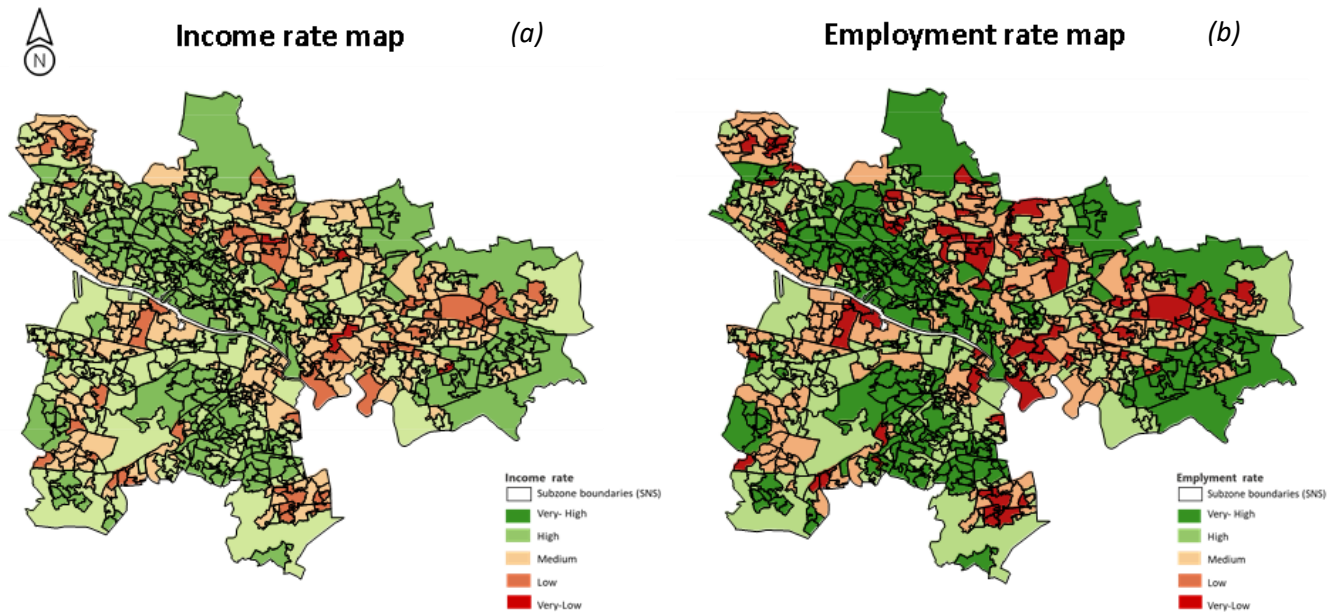 Income rate map
(a)
N
Income rate
Subzone boundaries (SNS)
Very- High
High
Medium
Low
Very-Low
Employment rate map
(b)
Emplyment rate
Subzone boundaries (SNS)
Very- High
High
Medium
Low
Very-Low